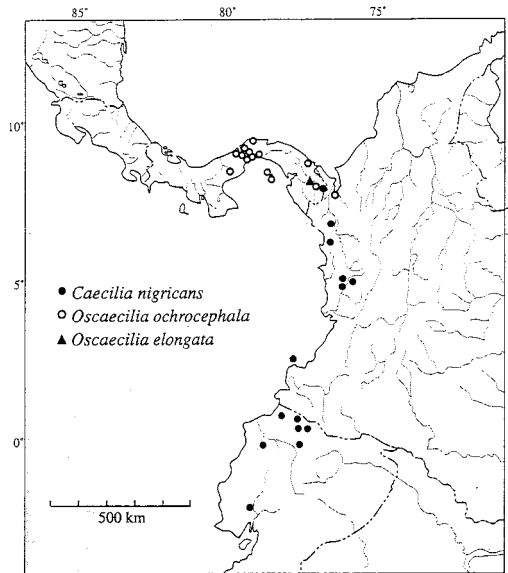 85° 80° 75°
10°
5°
Caecilia nigricans
Oscaecilia ochrocephala
Oscaecilia elongata
0°
500 km